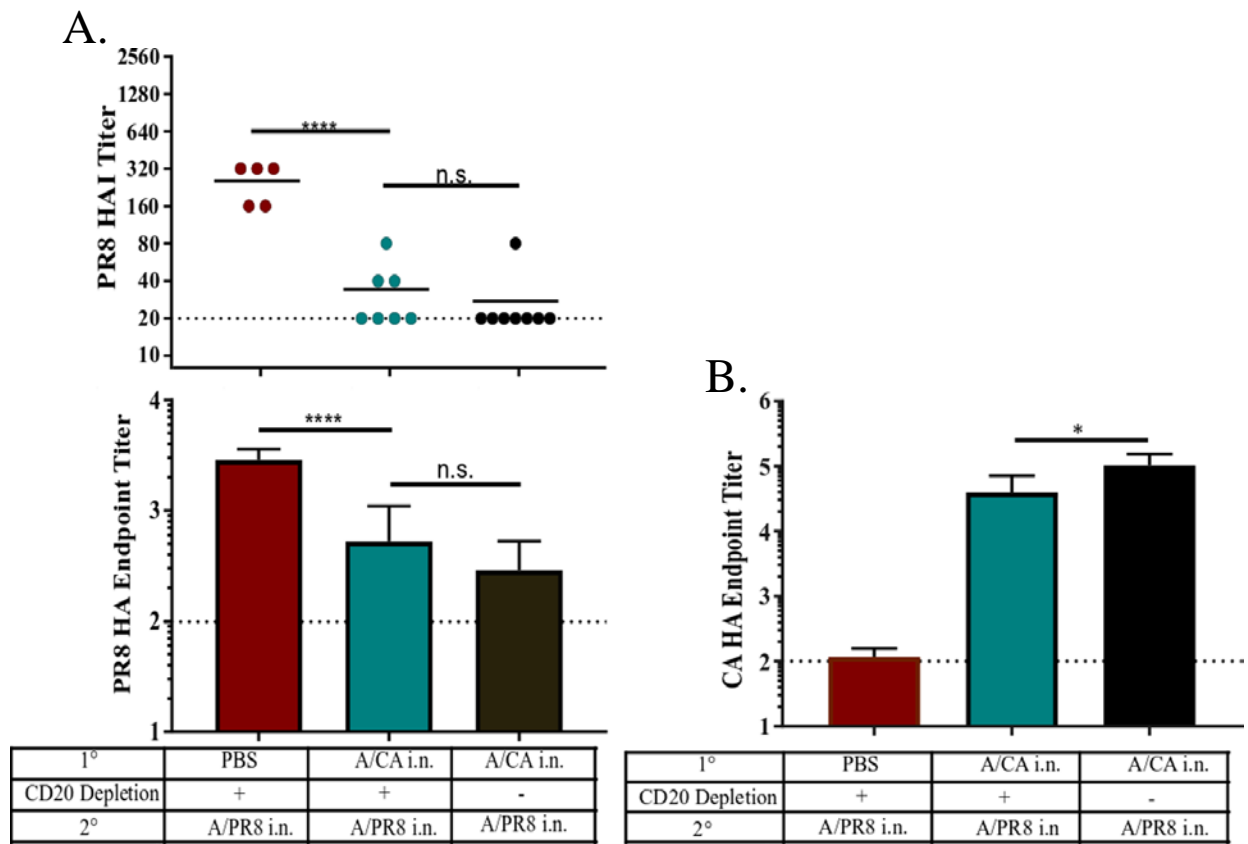 A.
PR8 HAI Titer
2560
1280
640
320
160
80
40
20
10
****
n.s.
PR8 HA Endpoint Titer
4
3
2
1
****
n.s.
1° PBS A/CA i.n. A/CA i.n.
CD20 Depletion + + -
2° A/PR8 i.n. A/PR8 i.n. A/PR8 i.n.
B.
CA HA Endpoint Titer
6
5
4
3
2
1
*
1° PBS A/CA i.n. A/CA i.n.
CD20 Depletion + + -
2° A/PR8 i.n. A/PR8 i.n A/PR8 i.n.